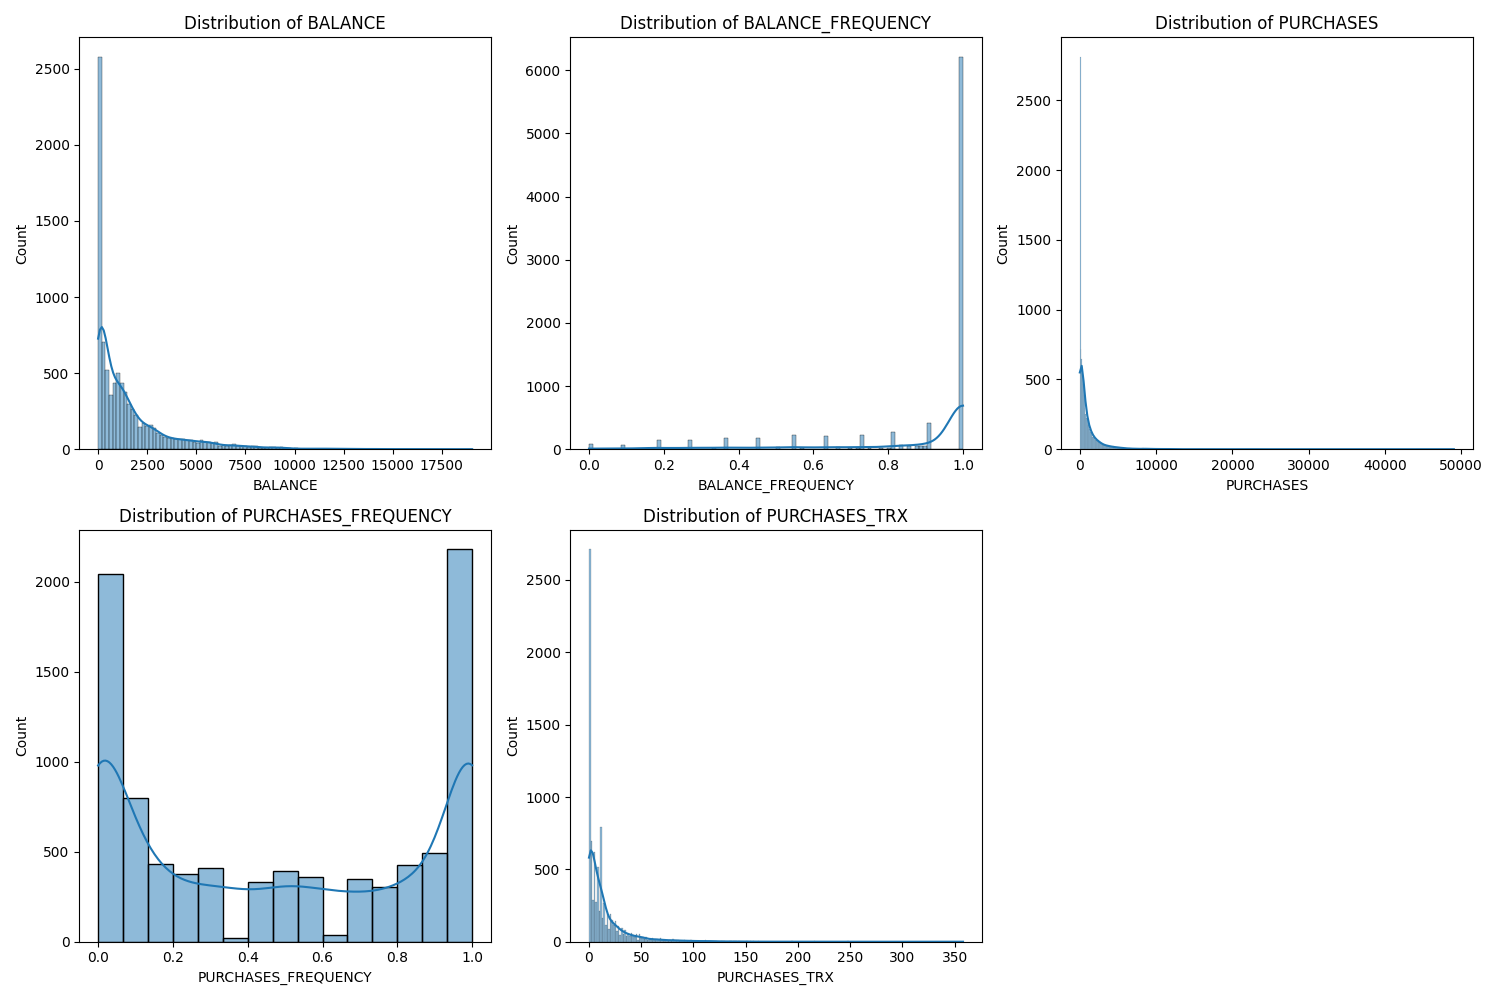 Distribution of BALANCE
Count
2500
2000
1500
1000
500
0
0 2500 5000 7500 10000 12500 15000 17500
BALANCE
Distribution of BALANCE_FREQUENCY
Count
6000
5000
4000
3000
2000
1000
0
0.0 0.2 0.4 0.6 0.8 1.0
BALANCE_FREQUENCY
Distribution of PURCHASES
Count
2500
2000
1500
1000
500
0
0 10000 20000 30000 40000 50000
PURCHASES
Distribution of PURCHASES_FREQUENCY
Count
2000
1500
1000
500
0
0.0 0.2 0.4 0.6 0.8 1.0
PURCHASES_FREQUENCY
Distribution of PURCHASES_TRX
Count
2500
2000
1500
1000
500
0
0 50 100 150 200 250 300 350
PURCHASES_TRX